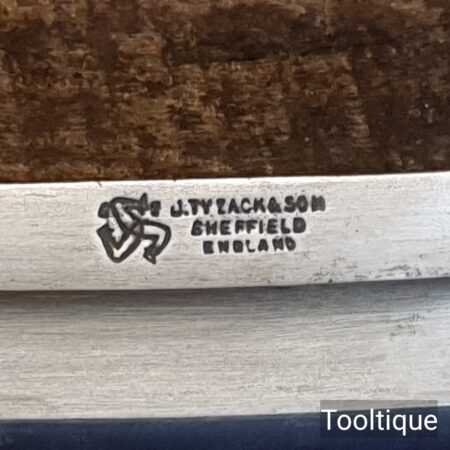 J.TYZACK&SON
SHEFFIELD
ENGLAND
Tooltique